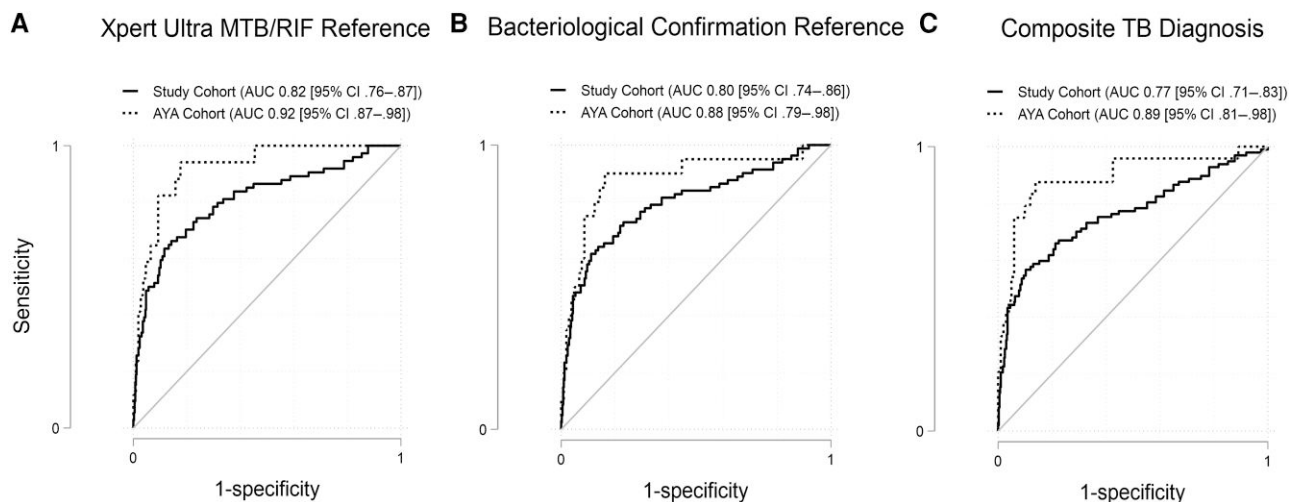 A Xpert Ultra MTB/RIF Reference
Study Cohort (AUC 0.82 [95% CI .76–.87])
AYA Cohort (AUC 0.92 [95% CI .87–.98])
1
Sensiticity
0
0 1
1-specificity
B Bacteriological Confirmation Reference
Study Cohort (AUC 0.80 [95% CI .74–.86])
AYA Cohort (AUC 0.88 [95% CI .79–.98])
1
0
0 1
1-specificity
C Composite TB Diagnosis
Study Cohort (AUC 0.77 [95% CI .71–.83])
AYA Cohort (AUC 0.89 [95% CI .81–.98])
1
0
0 1
1-specificity